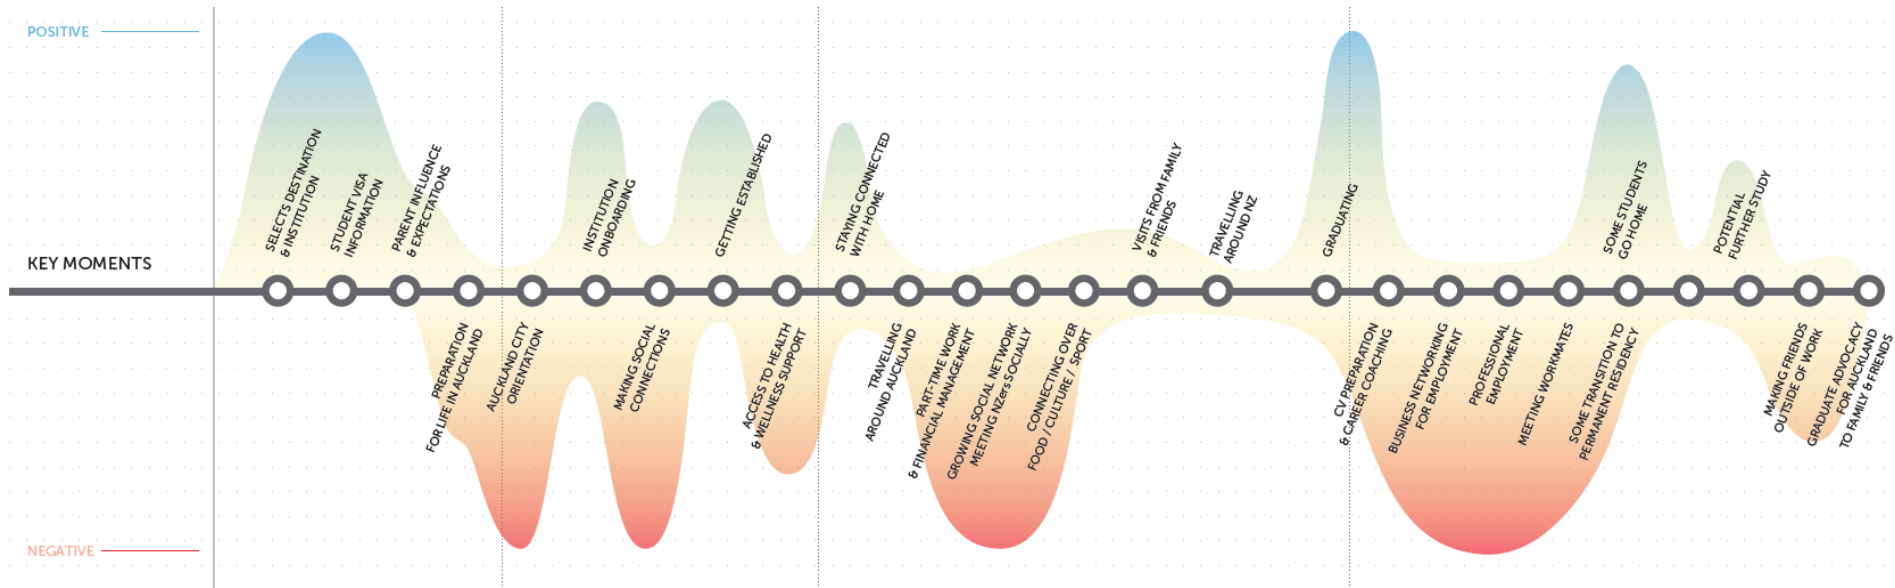 POSITIVE
SELECTS DESTINATION
& INSTITUTION
STUDENT VISA
INFORMATION
PARENT INFLUENCE
& EXPECTATIONS
INSTITUTION
ONBOARDING
GETTING ESTABLISHED
STAYING CONNECTED
WITH HOME
VISITS FROM FAMILY
& FRIENDS
TRAVELLING
AROUND NZ
GRADUATING
SOME STUDENTS
GO HOME
POTENTIAL
FURTHER STUDY
KEY MOMENTS
PREPARATION
FOR LIFE IN AUCKLAND
AUCKLAND CITY
ORIENTATION
MAKING SOCIAL
CONNECTIONS
ACCESS TO HEALTH
& WELLNESS SUPPORT
TRAVELLING
AROUND AUCKLAND
PART-TIME WORK
& FINANCIAL MANAGEMENT
GROWING SOCIAL NETWORK
MEETING NZers SOCIALLY
CONNECTING OVER
FOOD / CULTURE / SPORT
CV PREPARATION
& CAREER COACHING
BUSINESS NETWORKING
FOR EMPLOYMENT
PROFESSIONAL
EMPLOYMENT
MEETING WORKMATES
SOME TRANSITION TO
PERMANENT RESIDENCY
MAKING FRIENDS
OUTSIDE OF WORK
GRADUATE ADVOCACY
FOR AUCKLAND
TO FAMILY & FRIENDS
NEGATIVE